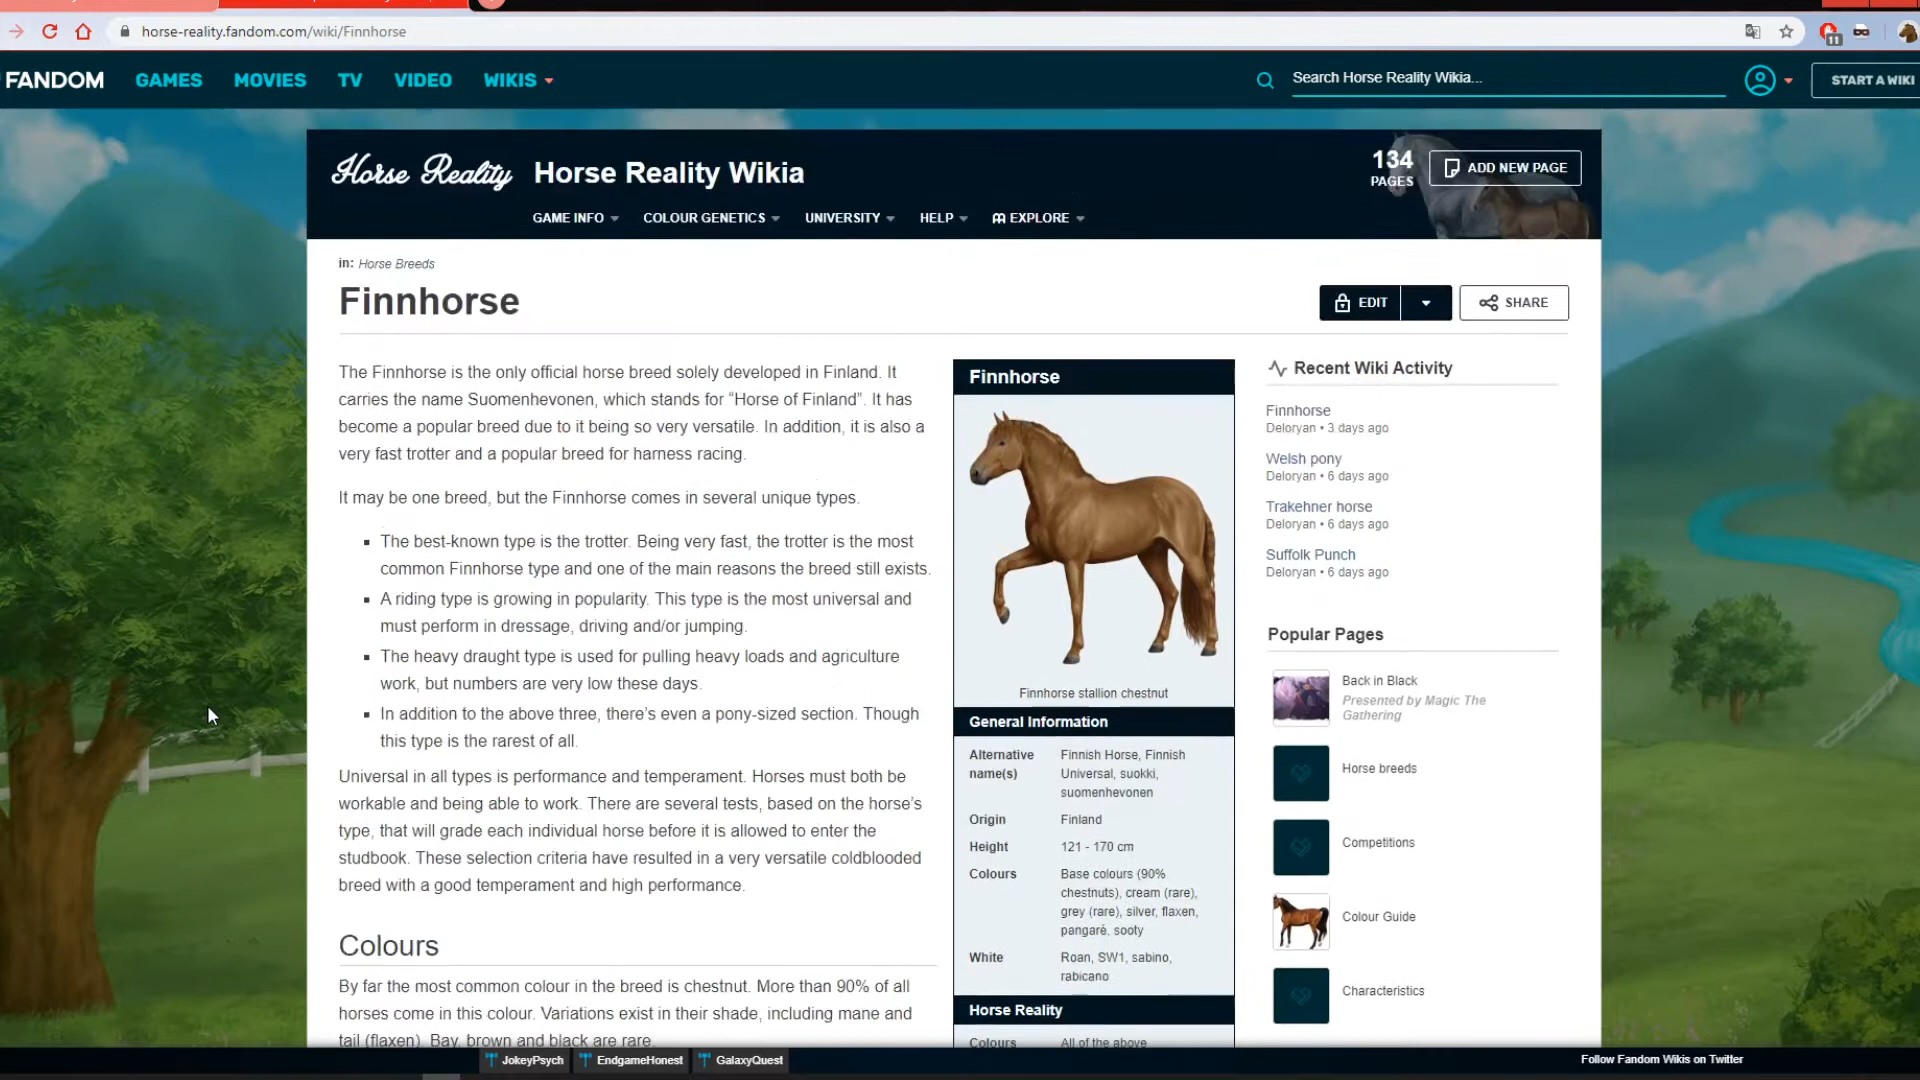 horse-reality.fandom.com/wiki/Finnhorse
11
FANDOM GAMES MOVIES TV VIDEO WIKIS
Search Horse Reality Wikia...
START A WIKI
Horse Reality
Horse Reality Wikia
134
PAGES
ADD NEW PAGE
GAME INFO COLOUR GENETICS UNIVERSITY HELP EXPLORE
in: Horse Breeds
Finnhorse
EDIT
SHARE
The Finnhorse is the only official horse breed solely developed in Finland. It
carries the name Suomenhevonen, which stands for “Horse of Finland”. It has
become a popular breed due to it being so very versatile. In addition, it is also a
very fast trotter and a popular breed for harness racing.
It may be one breed, but the Finnhorse comes in several unique types.
▪ The best-known type is the trotter. Being very fast, the trotter is the most
common Finnhorse type and one of the main reasons the breed still exists.
▪ A riding type is growing in popularity. This type is the most universal and
must perform in dressage, driving and/or jumping.
▪ The heavy draught type is used for pulling heavy loads and agriculture
work, but numbers are very low these days.
▪ In addition to the above three, there’s even a pony-sized section. Though
this type is the rarest of all.
Universal in all types is performance and temperament. Horses must both be
workable and being able to work. There are several tests, based on the horse’s
type, that will grade each individual horse before it is allowed to enter the
studbook. These selection criteria have resulted in a very versatile coldblooded
breed with a good temperament and high performance.
Colours
By far the most common colour in the breed is chestnut. More than 90% of all
horses come in this colour. Variations exist in their shade, including mane and
tail (flaxen). Bay, brown and black are rare.
Finnhorse
Finnhorse stallion chestnut
General Information
Alternative name(s)
Finnish Horse, Finnish
Universal, suokki,
suomenhevonen
Origin Finland
Height 121 - 170 cm
Colours Base colours (90%
chestnuts), cream (rare),
grey (rare), silver, flaxen,
pangaré, sooty
White Roan, SW1, sabino,
rabicano
Horse Reality
Colours All of the above
Recent Wiki Activity
Finnhorse
Deloryan • 3 days ago
Welsh pony
Deloryan • 6 days ago
Trakehner horse
Deloryan • 6 days ago
Suffolk Punch
Deloryan • 6 days ago
Popular Pages
Back in Black
Presented by Magic The
Gathering
Horse breeds
Competitions
Colour Guide
Characteristics
JokeyPsych EndgameHonest GalaxyQuest
Follow Fandom Wikis on Twitter